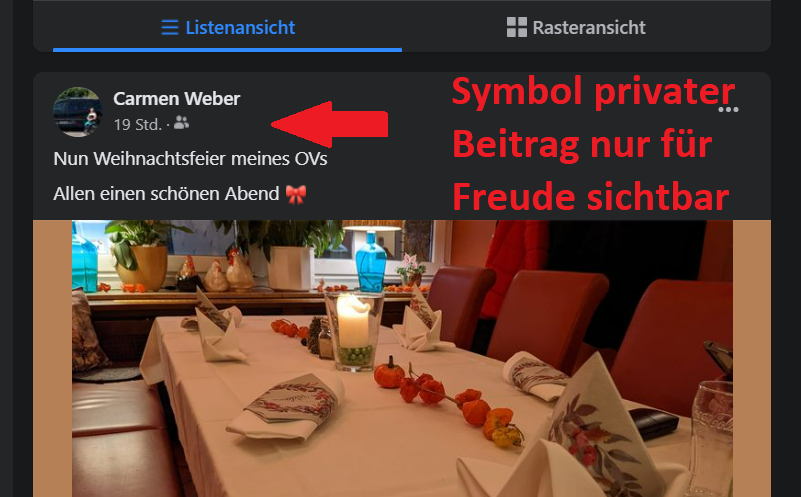 Listenansicht
Rasteransicht
Carmen Weber
19 Std. ·
Nun Weihnachtsfeier meines OVs
Allen einen schönen Abend 🎀
Symbol privater
Beitrag nur für
Freude sichtbar